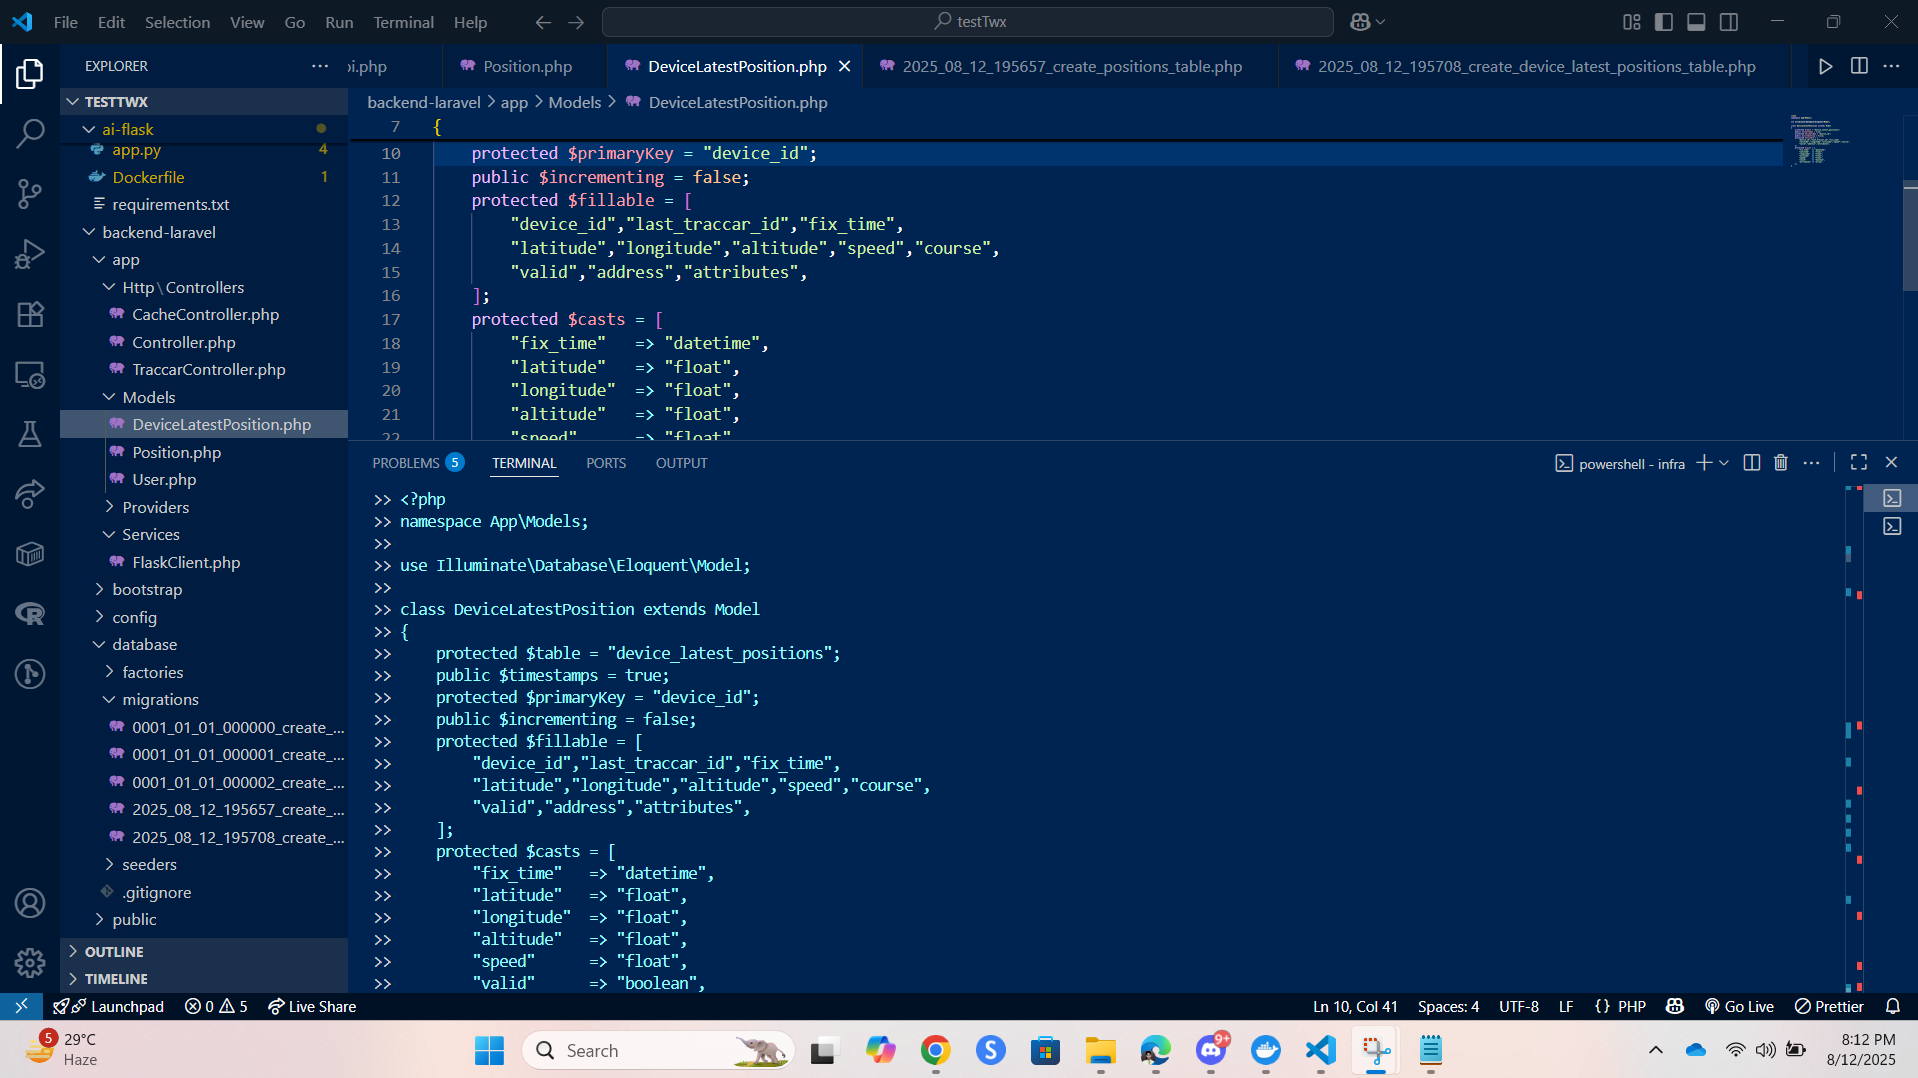 File Edit Selection View Go Run Terminal Help
testTwx
EXPLORER
pi.php
Position.php
DeviceLatestPosition.php
2025_08_12_195657_create_positions_table.php
2025_08_12_195708_create_device_latest_positions_table.php
TESTTWX
ai-flask
app.py 4
Dockerfile 1
requirements.txt
backend-laravel
app
Http\Controllers
CacheController.php
Controller.php
TraccarController.php
Models
DeviceLatestPosition.php
Position.php
User.php
Providers
Services
FlaskClient.php
bootstrap
config
database
factories
migrations
0001_01_01_000000_create_...
0001_01_01_000001_create_...
0001_01_01_000002_create_...
2025_08_12_195657_create_...
2025_08_12_195708_create_...
seeders
.gitignore
public
OUTLINE
TIMELINE
backend-laravel > app > Models > DeviceLatestPosition.php
7 {
10 protected $primaryKey = "device_id";
11 public $incrementing = false;
12 protected $fillable = [
13 "device_id","last_traccar_id","fix_time",
14 "latitude","longitude","altitude","speed","course",
15 "valid","address","attributes",
16 ];
17 protected $casts = [
18 "fix_time" => "datetime",
19 "latitude" => "float",
20 "longitude" => "float",
21 "altitude" => "float",
22 "speed" => "float"
PROBLEMS 5 TERMINAL PORTS OUTPUT
powershell - infra
>> <?php
>> namespace App\Models;
>>
>> use Illuminate\Database\Eloquent\Model;
>>
>> class DeviceLatestPosition extends Model
>> {
>> protected $table = "device_latest_positions";
>> public $timestamps = true;
>> protected $primaryKey = "device_id";
>> public $incrementing = false;
>> protected $fillable = [
>> "device_id","last_traccar_id","fix_time",
>> "latitude","longitude","altitude","speed","course",
>> "valid","address","attributes",
>> ];
>> protected $casts = [
>> "fix_time" => "datetime",
>> "latitude" => "float",
>> "longitude" => "float",
>> "altitude" => "float",
>> "speed" => "float",
>> "valid" => "boolean",
Launchpad 0 5 Live Share
Ln 10, Col 41 Spaces: 4 UTF-8 LF {} PHP Go Live Prettier
5
29°C
Haze
Search
S
9+
8:12 PM
8/12/2025